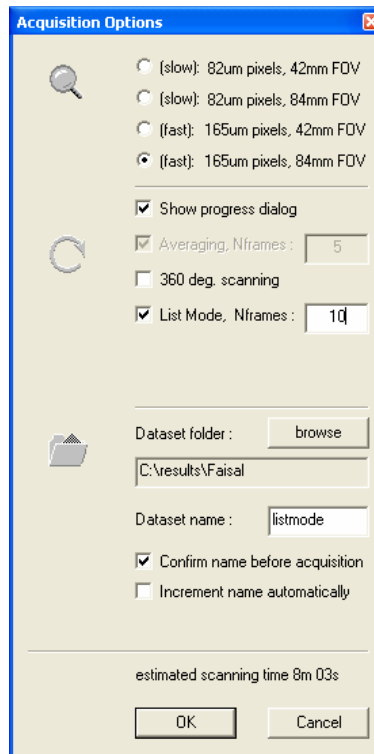 Acquisition Options
(slow): 82um pixels, 42mm FOV
(slow): 82um pixels, 84mm FOV
(fast): 165um pixels, 42mm FOV
(fast): 165um pixels, 84mm FOV
Show progress dialog
Averaging, Nframes : 5
360 deg. scanning
List Mode, Nframes : 10
Dataset folder : browse
C:\results\Faisal
Dataset name : listmode
Confirm name before acquisition
Increment name automatically
estimated scanning time 8m 03s
OK Cancel